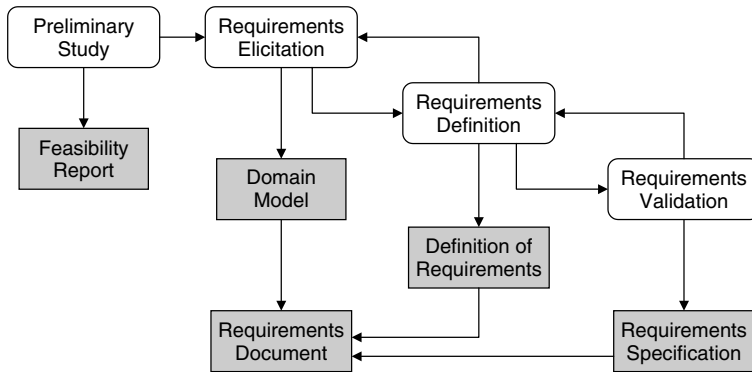 Preliminary
Study
Requirements
Elicitation
Requirements
Definition
Feasibility
Report
Domain
Model
Requirements
Validation
Definition of
Requirements
Requirements
Document
Requirements
Specification